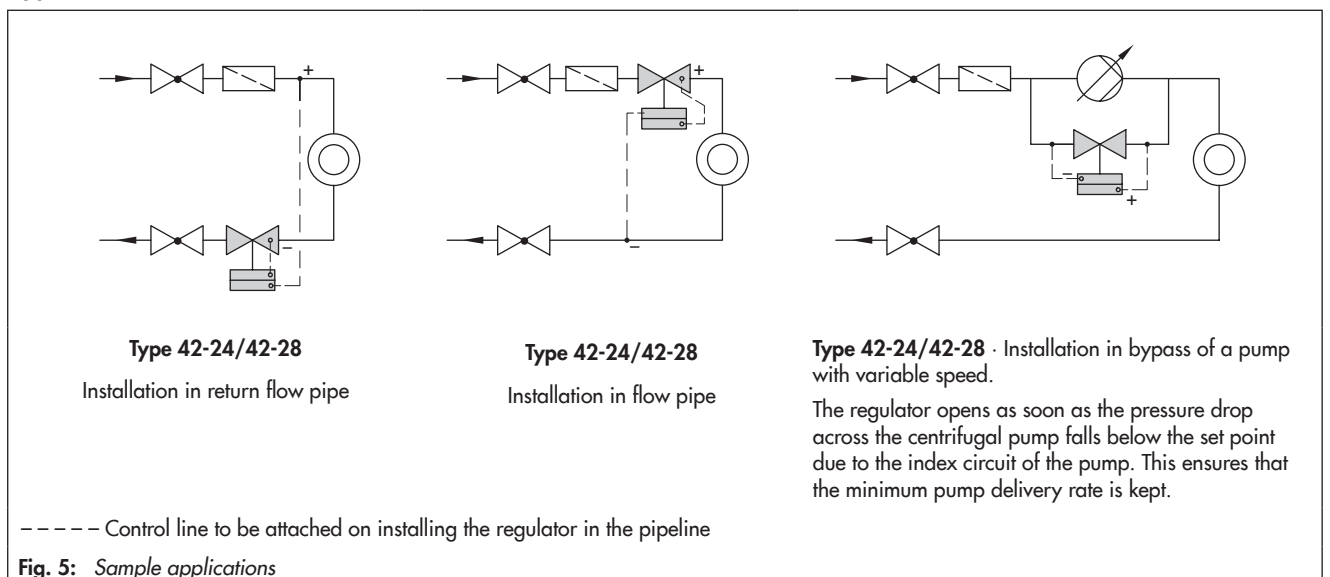 +
−
Type 42-24/42-28
Installation in return flow pipe
+
−
Type 42-24/42-28
Installation in flow pipe
−
+
Type 42-24/42-28 · Installation in bypass of a pump
with variable speed.
The regulator opens as soon as the pressure drop
across the centrifugal pump falls below the set point
due to the index circuit of the pump. This ensures that
the minimum pump delivery rate is kept.
– – – – – Control line to be attached on installing the regulator in the pipeline
Fig. 5: Sample applications